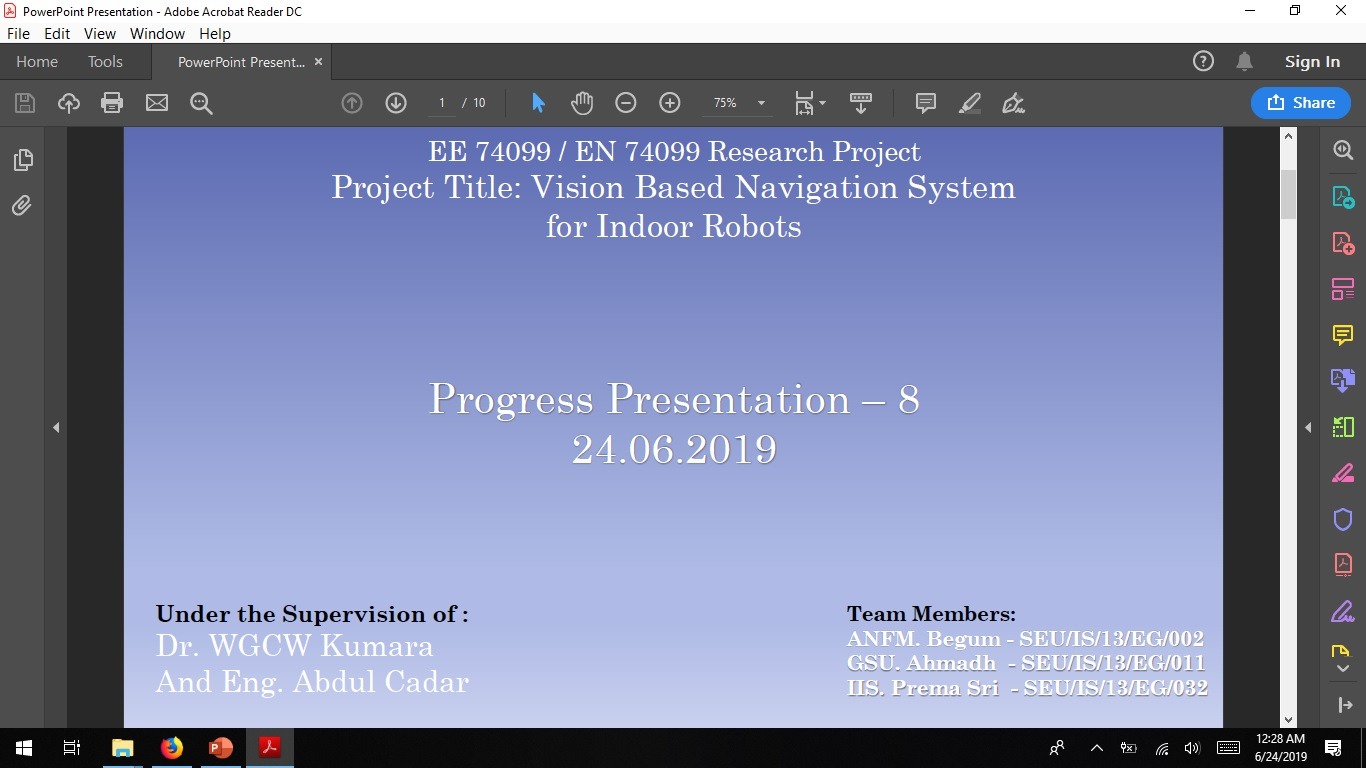 PowerPoint Presentation - Adobe Acrobat Reader DC
File Edit View Window Help
Home Tools PowerPoint Present... × Sign In
1 / 10 75% Share
EE 74099 / EN 74099 Research Project
Project Title: Vision Based Navigation System
for Indoor Robots
Progress Presentation – 8
24.06.2019
Under the Supervision of :
Dr. WGCW Kumara
And Eng. Abdul Cadar
Team Members:
ANFM. Begum - SEU/IS/13/EG/002
GSU. Ahmadh - SEU/IS/13/EG/011
IIS. Prema Sri - SEU/IS/13/EG/032
12:28 AM
6/24/2019